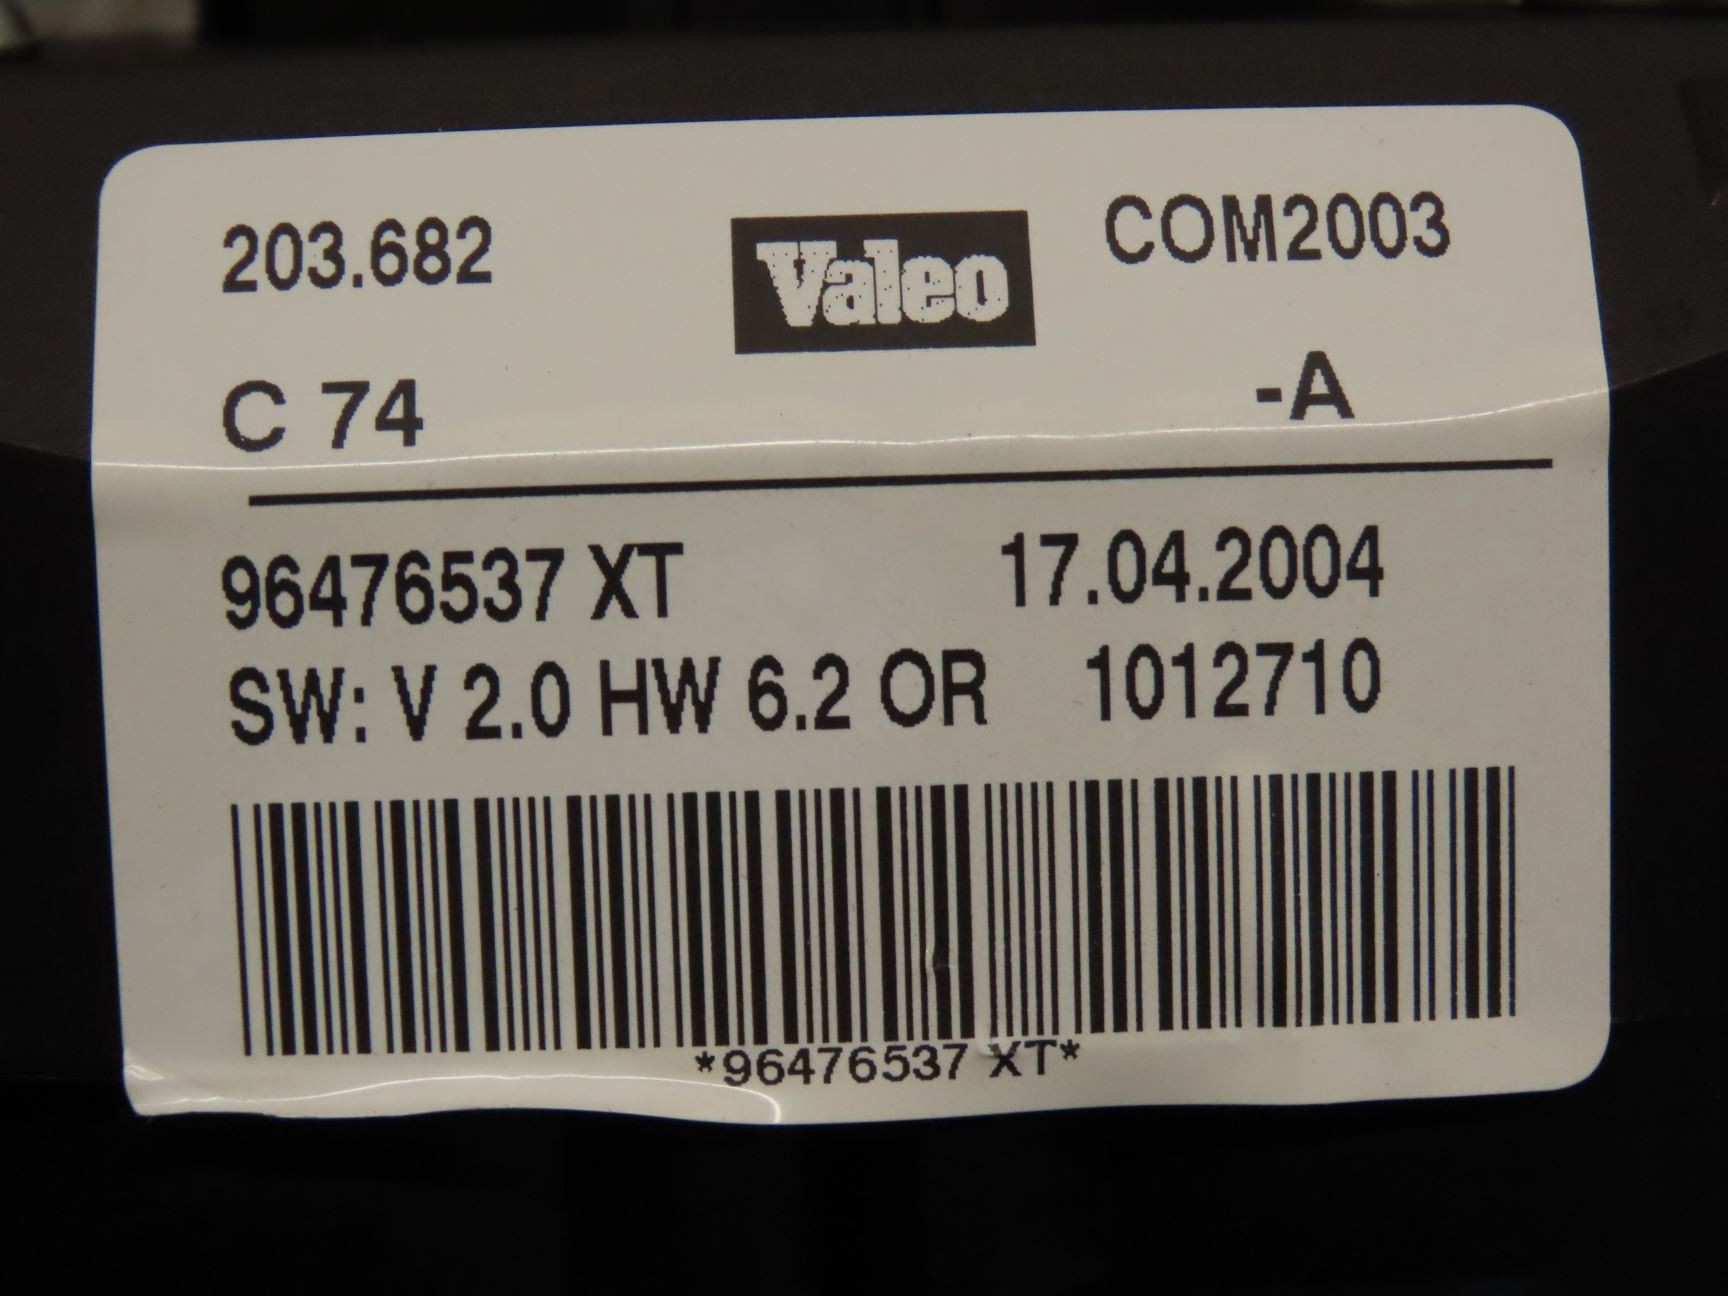 203.682 Valeo COM2003
C 74 -A
96476537 XT 17.04.2004
SW: V 2.0 HW 6.2 OR 1012710
*96476537 XT*